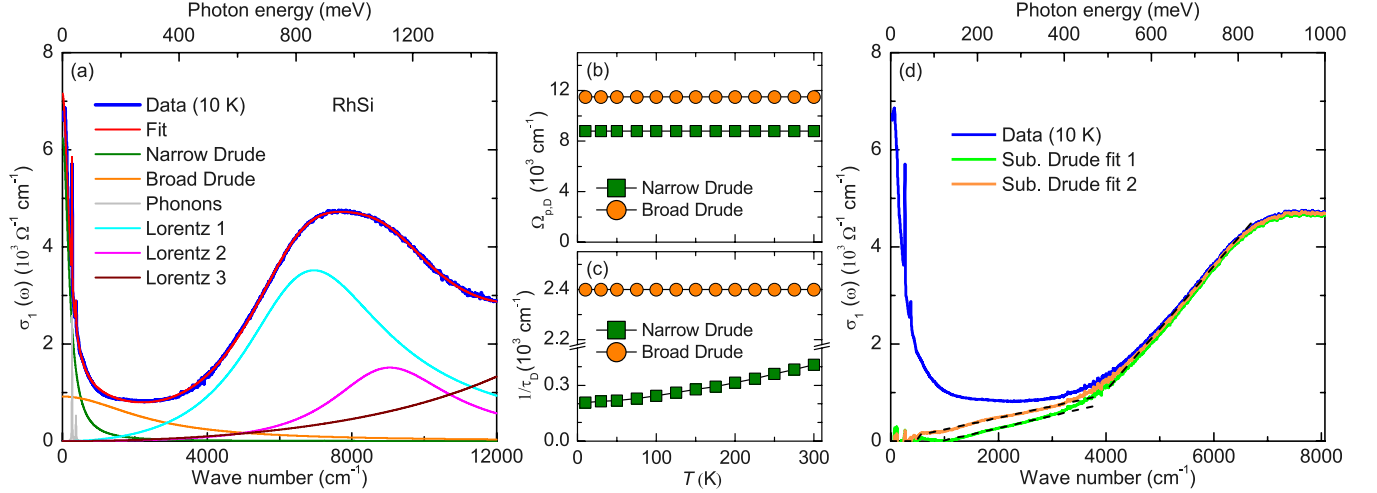 Photon energy (meV)
0 400 800 1200
(a)
RhSi
Data (10 K)
Fit
Narrow Drude
Broad Drude
Phonons
Lorentz 1
Lorentz 2
Lorentz 3
σ1 (ω) (10³ Ω⁻¹ cm⁻¹)
8
6
4
2
0
0 4000 8000 12000
Wave number (cm⁻¹)
(b)
Ωp,D (10³ cm⁻¹)
12
8
4
0
Narrow Drude
Broad Drude
(c)
1/τD (10³ cm⁻¹)
2.4
2.2
0.3
0.0
Narrow Drude
Broad Drude
0 100 200 300
T (K)
Photon energy (meV)
0 200 400 600 800 1000
(d)
Data (10 K)
Sub. Drude fit 1
Sub. Drude fit 2
σ1 (ω) (10³ Ω⁻¹ cm⁻¹)
8
6
4
2
0
0 2000 4000 6000 8000
Wave number (cm⁻¹)